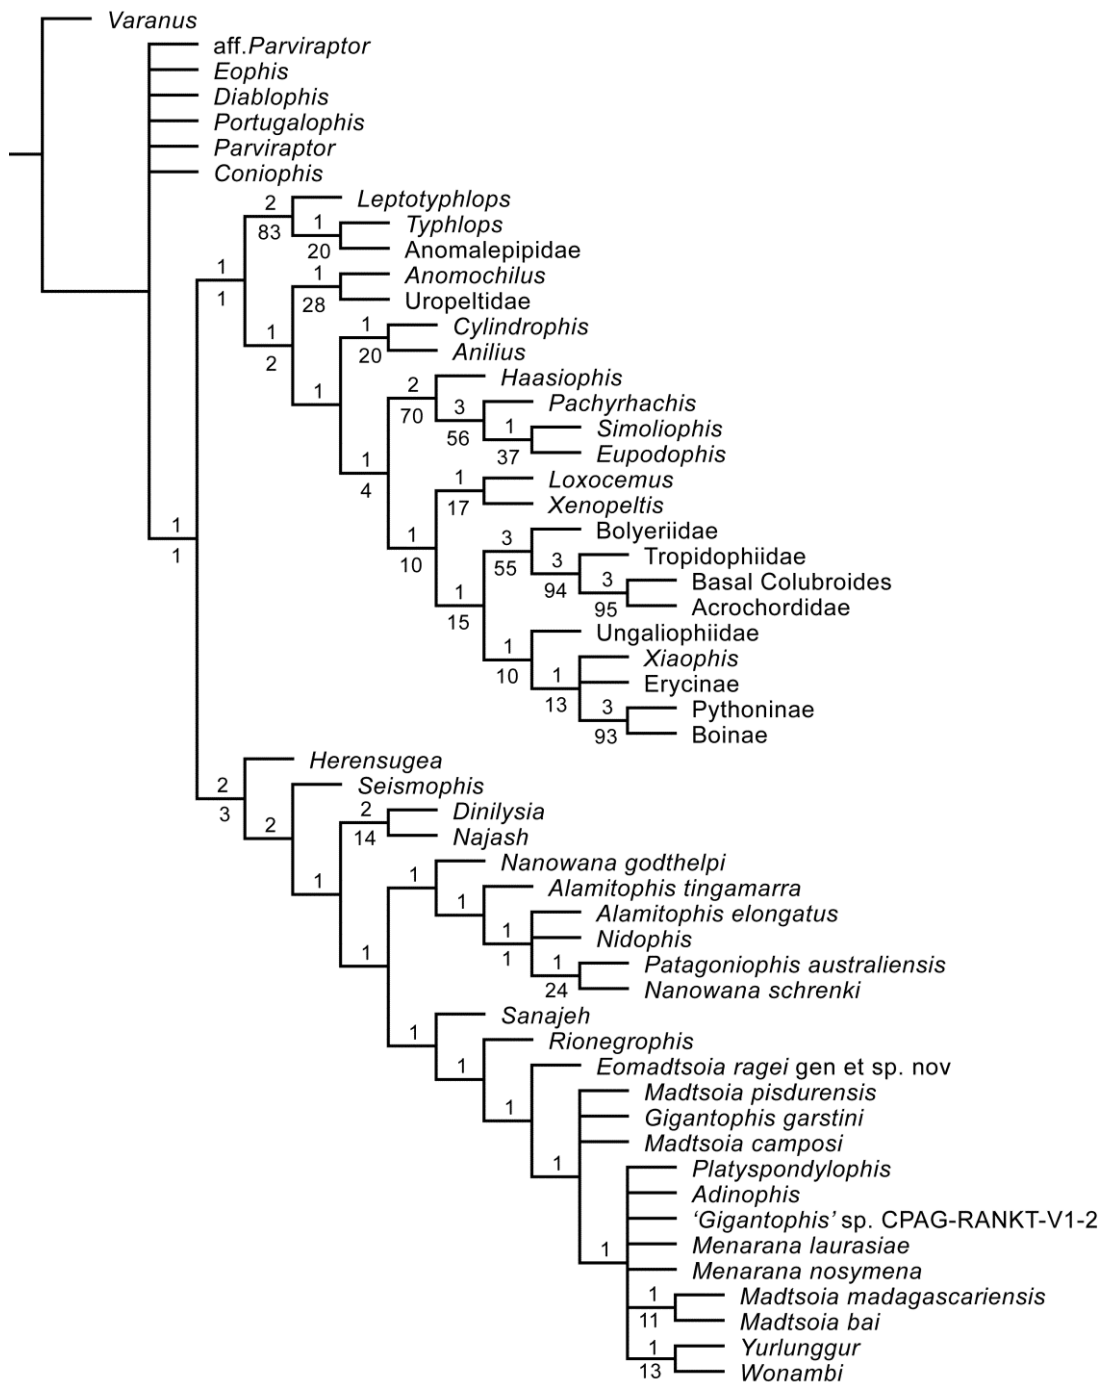 Varanus
aff.Parviraptor
Eophis
Diablophis
Portugalophis
Parviraptor
Coniophis
2 Leptotyphlops
83 1 Typhlops
20 Anomalepipidae
1 1 Anomochilus
1 28 Uropeltidae
1 1 Cylindrophis
2 20 Anilius
1 2 Haasiophis
70 3 Pachyrhachis
56 1 Simoliophis
37 Eupodophis
1 1 Loxocemus
4 17 Xenopeltis
1 3 Bolyeriidae
10 55 3 Tropidophiidae
94 3 Basal Colubroides
1 95 Acrochordidae
15 1 Ungaliophiidae
10 1 Xiaophis
13 Erycinae
3 Pythoninae
93 Boinae
1
1
Herensugea
2 Seismophis
3 2 2 Dinilysia
14 Najash
1 1 Nanowana godthelpi
1 Alamitophis tingamarra
1 Alamitophis elongatus
1 Nidophis
1 1 Patagoniophis australiensis
24 Nanowana schrenki
1 Sanajeh
1 Rionegrophis
1 Eomadtsoia ragei gen et sp. nov
Madtsoia pisdurensis
Gigantophis garstini
1 Madtsoia camposi
Platyspondylophis
Adinophis
‘Gigantophis’ sp. CPAG-RANKT-V1-2
1 Menarana laurasiae
Menarana nosymena
1 Madtsoia madagascariensis
11 Madtsoia bai
1 Yurlunggur
13 Wonambi